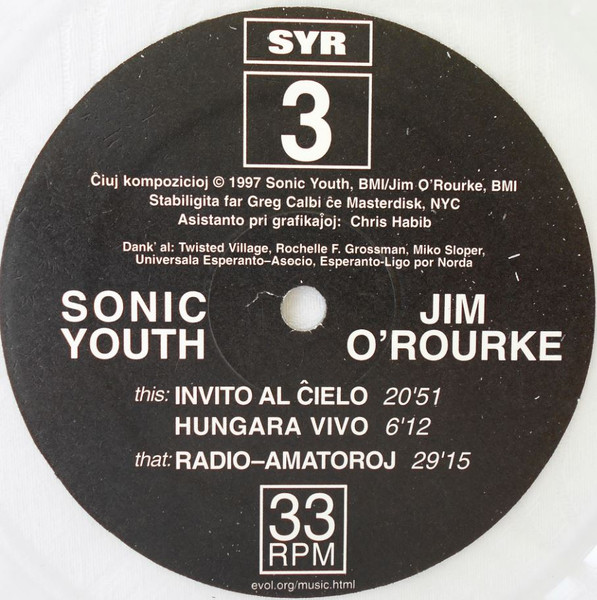 SYR
3
Ĉiuj kompozicioj © 1997 Sonic Youth, BMI/Jim O'Rourke, BMI
Stabiligita far Greg Calbi ĉe Masterdisk, NYC
Asistanto pri grafikaĵoj: Chris Habib
Dank' al: Twisted Village, Rochelle F. Grossman, Miko Sloper,
Universala Esperanto–Asocio, Esperanto-Ligo por Norda
SONIC YOUTH
JIM O'ROURKE
this: INVITO AL ĈIELO 20'51
HUNGARA VIVO 6'12
that: RADIO–AMATOROJ 29'15
33
RPM
evol.org/music.html